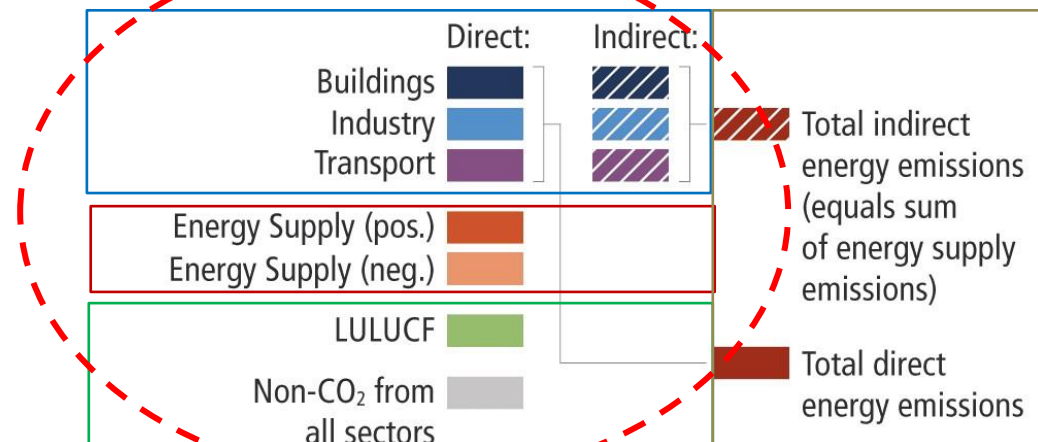 Direct: Indirect:
Buildings
Industry
Transport
Energy Supply (pos.)
Energy Supply (neg.)
LULUCF
Non-CO₂ from
all sectors
Total indirect
energy emissions
(equals sum
of energy supply
emissions)
Total direct
energy emissions